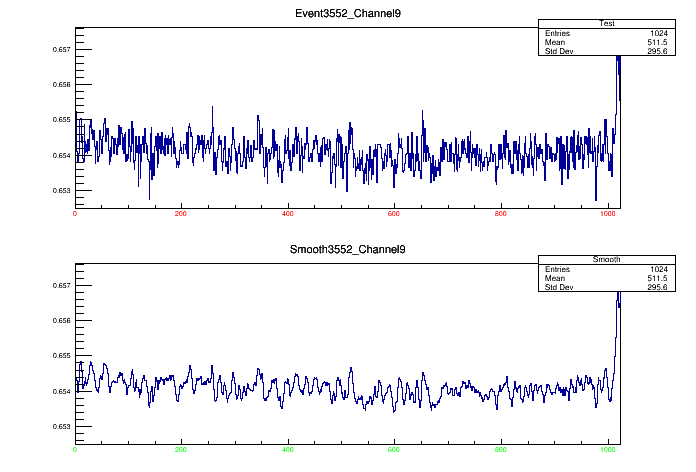 Event3552_Channel9
Test
Entries 1024
Mean 511.5
Std Dev 295.6
0.657
0.656
0.655
0.654
0.653
0 200 400 600 800 1000
Smooth3552_Channel9
Smooth
Entries 1024
Mean 511.5
Std Dev 295.6
0.657
0.656
0.655
0.654
0.653
0 200 400 600 800 1000